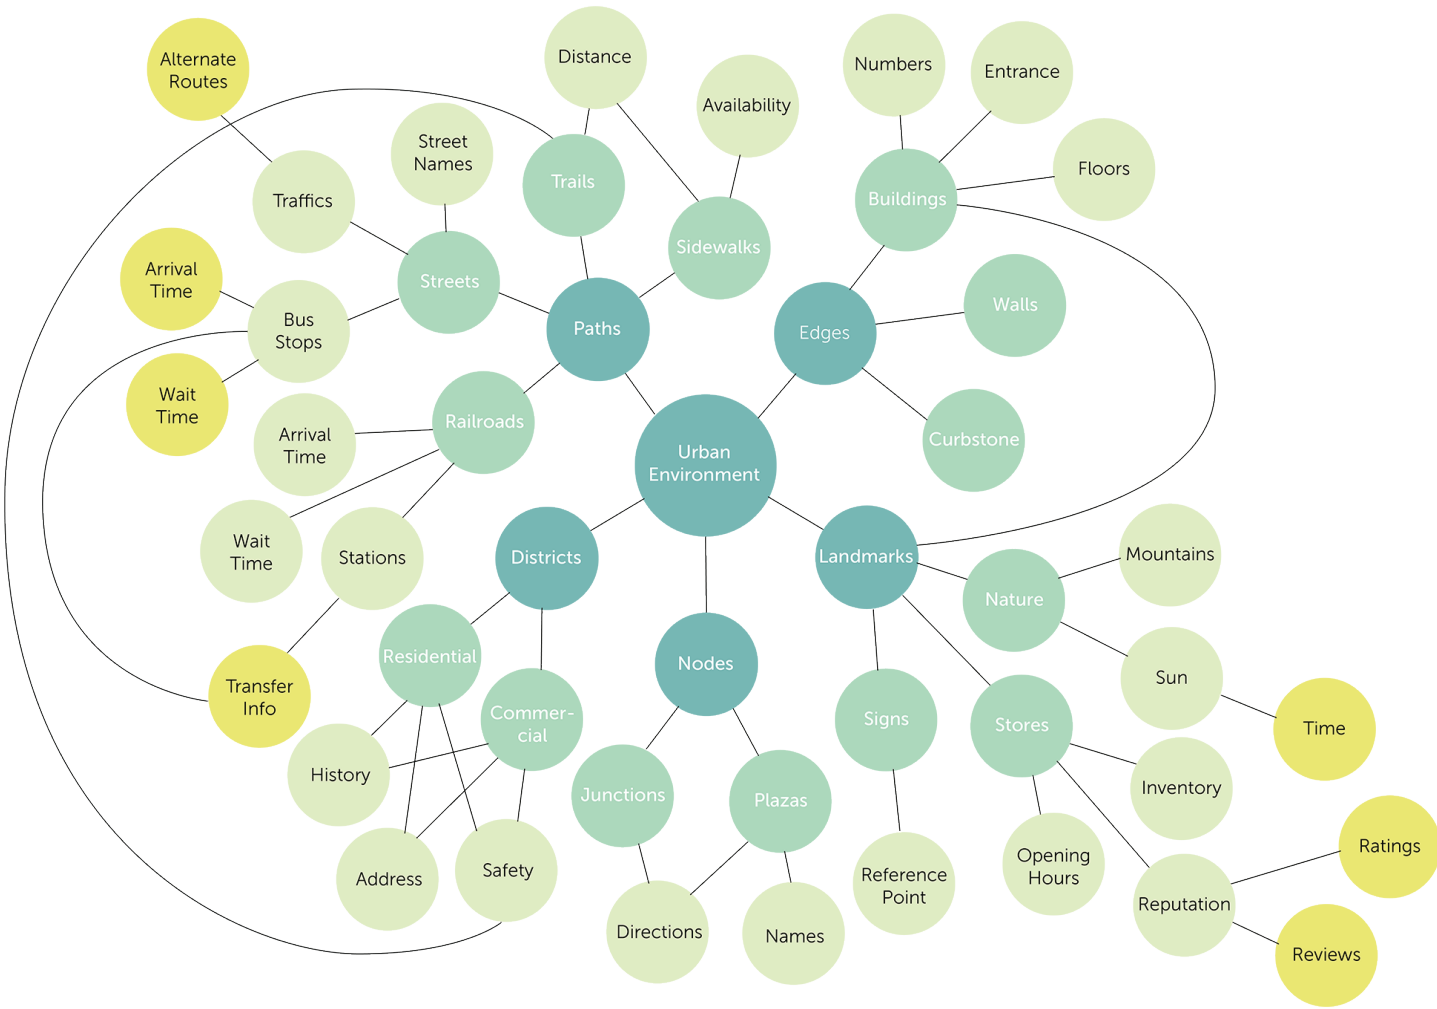 Alternate
Routes
Distance
Numbers
Entrance
Availability
Street
Names
Trails
Floors
Traffics
Buildings
Sidewalks
Arrival
Time
Streets
Bus
Stops
Paths
Edges
Walls
Wait
Time
Railroads
Arrival
Time
Curbstone
Urban
Environment
Wait
Time
Stations
Districts
Landmarks
Mountains
Nature
Residential
Nodes
Sun
Transfer
Info
Commer-
cial
Signs
Stores
Time
History
Junctions
Plazas
Inventory
Ratings
Address
Safety
Reference
Point
Opening
Hours
Reputation
Directions
Names
Reviews